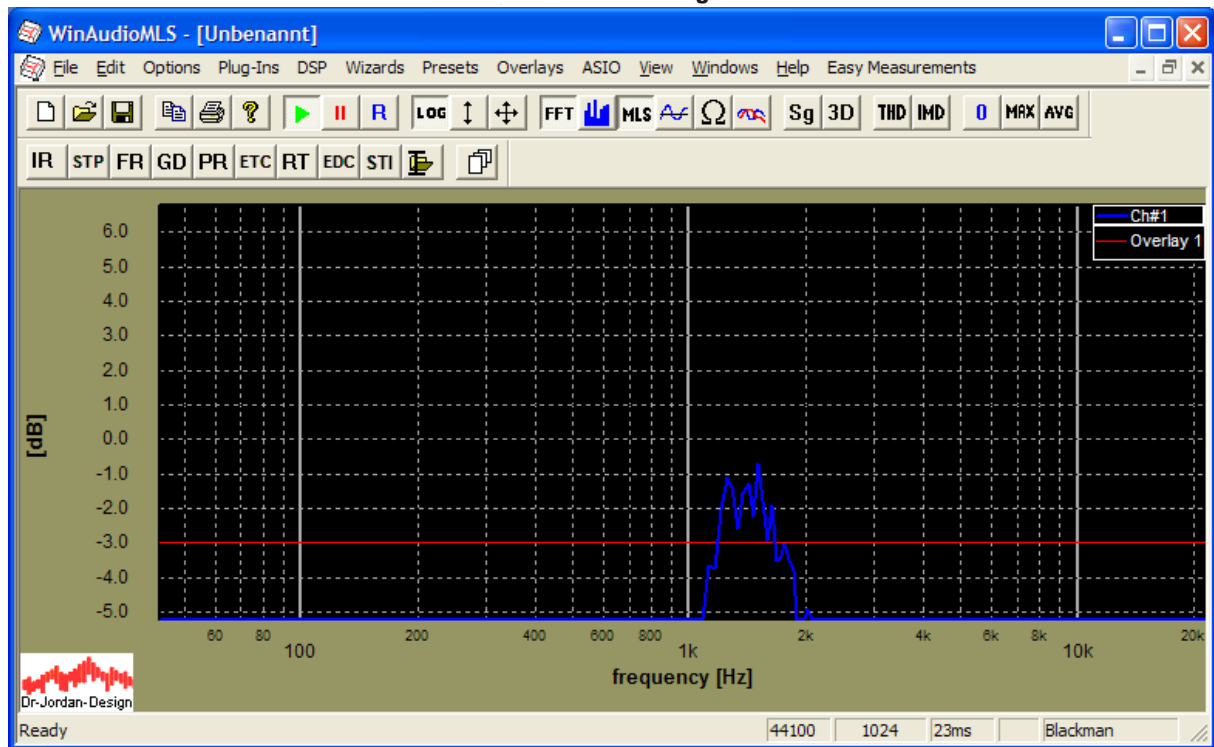 WinAudioMLS - [Unbenannt]
File Edit Options Plug-Ins DSP Wizards Presets Overlays ASIO View Windows Help Easy Measurements
R LOG FFT MLS Ω Sg 3D THD IMD 0 MAX AVG
IR STP FR GD PR ETC RT EDC STI
Ch#1
Overlay 1
6.0
5.0
4.0
3.0
2.0
1.0
0.0
-1.0
-2.0
-3.0
-4.0
-5.0
[dB]
60 80 200 400 600 800 2k 4k 6k 8k 20k
100 1k 10k
frequency [Hz]
Dr-Jordan-Design
Ready 44100 1024 23ms Blackman